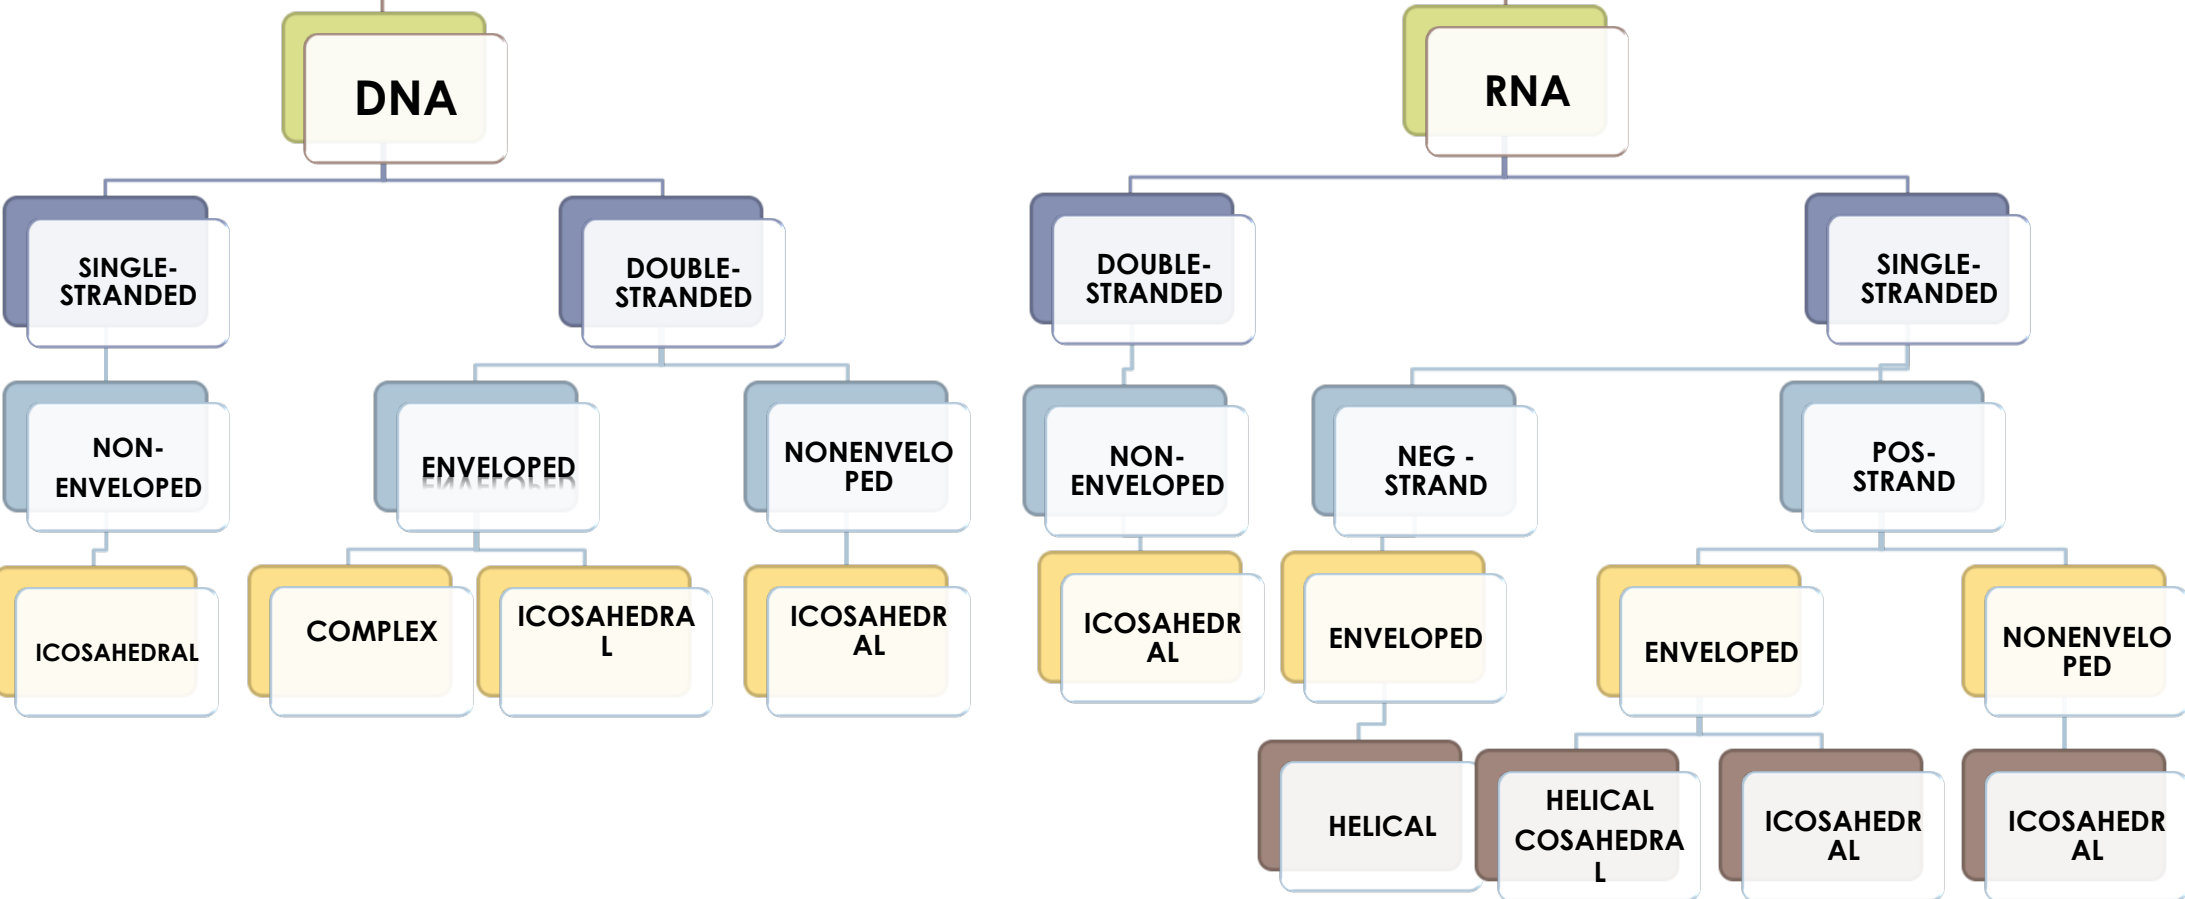 DNA
RNA
SINGLE-
STRANDED
DOUBLE-
STRANDED
DOUBLE-
STRANDED
SINGLE-
STRANDED
NON-
ENVELOPED
ENVELOPED
NONENVELO
PED
NON-
ENVELOPED
NEG -
STRAND
POS-
STRAND
ICOSAHEDRAL
COMPLEX
ICOSAHEDRA
L
ICOSAHEDR
AL
ICOSAHEDR
AL
ENVELOPED
ENVELOPED
NONENVELO
PED
HELICAL
HELICAL
COSAHEDRA
L
ICOSAHEDR
AL
ICOSAHEDR
AL